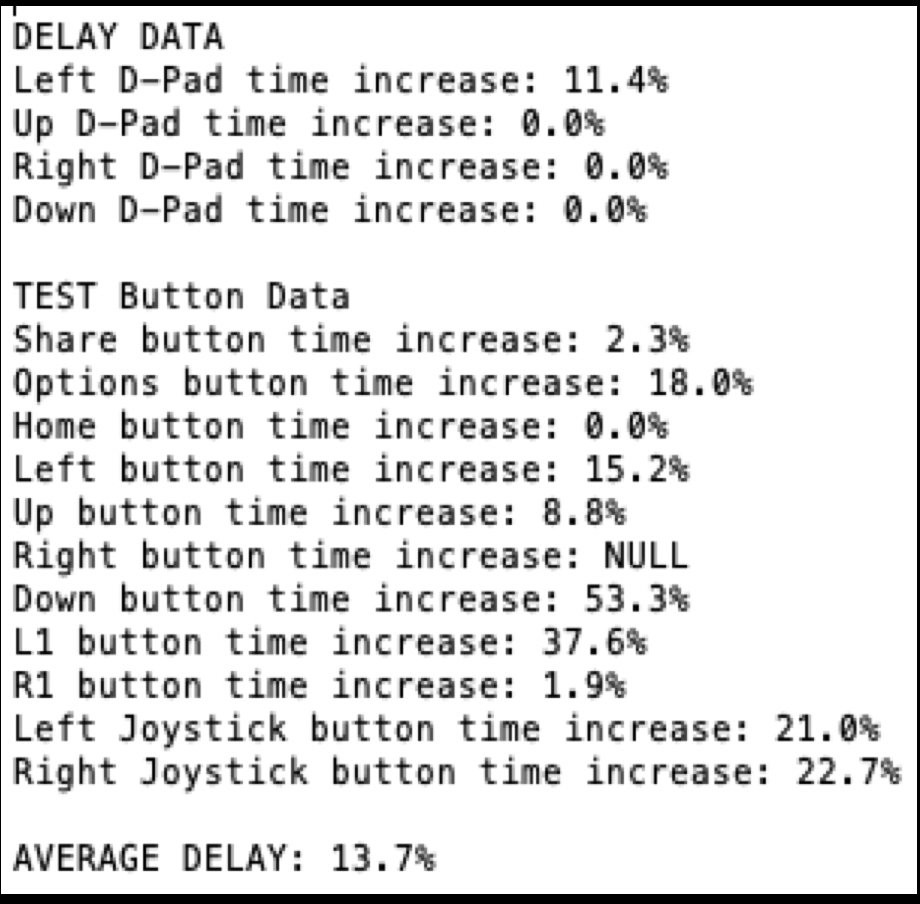 DELAY DATA
Left D-Pad time increase: 11.4%
Up D-Pad time increase: 0.0%
Right D-Pad time increase: 0.0%
Down D-Pad time increase: 0.0%
TEST Button Data
Share button time increase: 2.3%
Options button time increase: 18.0%
Home button time increase: 0.0%
Left button time increase: 15.2%
Up button time increase: 8.8%
Right button time increase: NULL
Down button time increase: 53.3%
L1 button time increase: 37.6%
R1 button time increase: 1.9%
Left Joystick button time increase: 21.0%
Right Joystick button time increase: 22.7%
AVERAGE DELAY: 13.7%